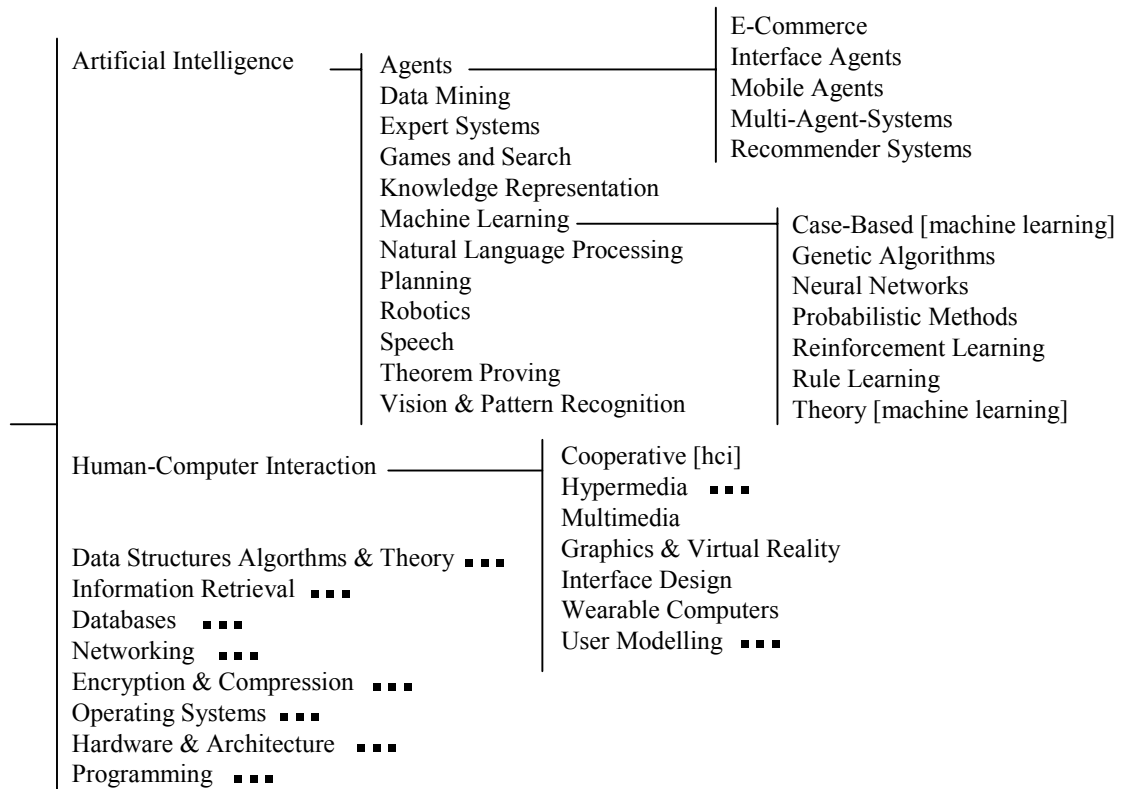 Artificial Intelligence
Agents
Data Mining
Expert Systems
Games and Search
Knowledge Representation
Machine Learning
Natural Language Processing
Planning
Robotics
Speech
Theorem Proving
Vision & Pattern Recognition
E-Commerce
Interface Agents
Mobile Agents
Multi-Agent-Systems
Recommender Systems
Case-Based [machine learning]
Genetic Algorithms
Neural Networks
Probabilistic Methods
Reinforcement Learning
Rule Learning
Theory [machine learning]
Human-Computer Interaction
Cooperative [hci]
Hypermedia
Multimedia
Graphics & Virtual Reality
Interface Design
Wearable Computers
User Modelling
Data Structures Algorthms & Theory
Information Retrieval
Databases
Networking
Encryption & Compression
Operating Systems
Hardware & Architecture
Programming